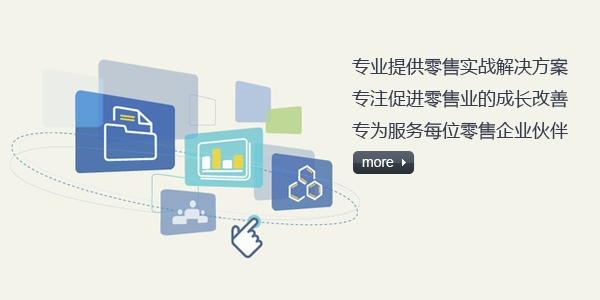 专业提供零售实战解决方案
专注促进零售业的成长改善
专为服务每位零售企业伙伴
more